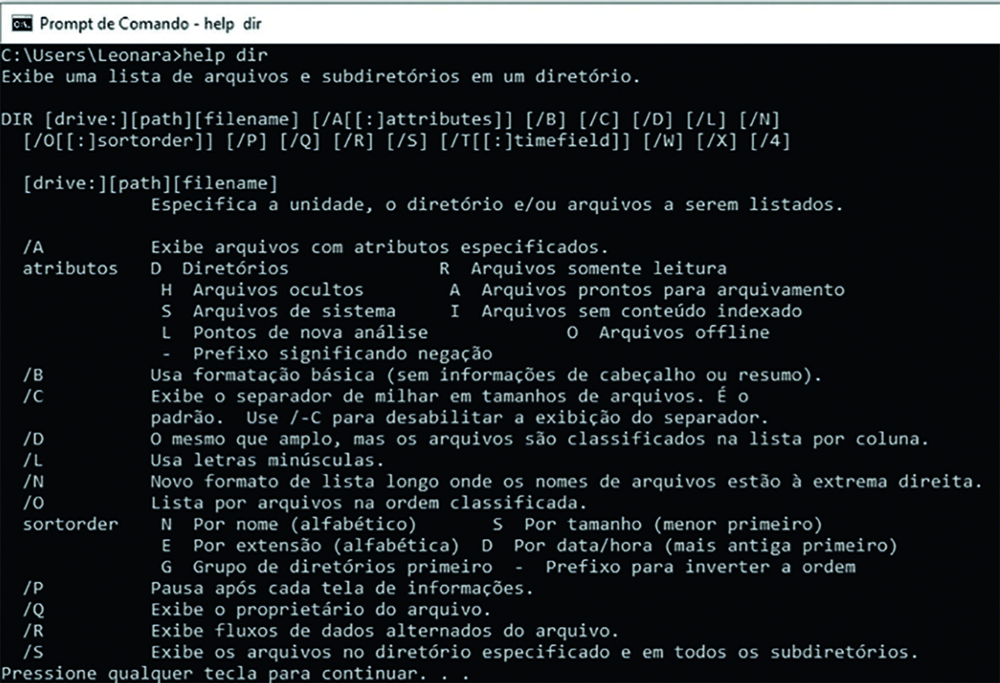 Prompt de Comando - help  dir
C:\Users\Leonara>help dir
Exibe uma lista de arquivos e subdiretórios em um diretório.
DIR [drive:][path][filename] [/A[[:]attributes]] [/B] [/C] [/D] [/L] [/N]
  [/O[[:]sortorder]] [/P] [/Q] [/R] [/S] [/T[[:]timefield]] [/W] [/X] [/4]
  [drive:][path][filename]
              Especifica a unidade, o diretório e/ou arquivos a serem listados.
  /A          Exibe arquivos com atributos especificados.
  atributos   D  Diretórios              R  Arquivos somente leitura
               H  Arquivos ocultos        A  Arquivos prontos para arquivamento
               S  Arquivos de sistema     I  Arquivos sem conteúdo indexado
               L  Pontos de nova análise             O  Arquivos offline
               -  Prefixo significando negação
  /B          Usa formatação básica (sem informações de cabeçalho ou resumo).
  /C          Exibe o separador de milhar em tamanhos de arquivos. É o
              padrão.  Use /-C para desabilitar a exibição do separador.
  /D          O mesmo que amplo, mas os arquivos são classificados na lista por coluna.
  /L          Usa letras minúsculas.
  /N          Novo formato de lista longo onde os nomes de arquivos estão à extrema direita.
  /O          Lista por arquivos na ordem classificada.
  sortorder    N  Por nome (alfabético)       S  Por tamanho (menor primeiro)
               E  Por extensão (alfabética)  D  Por data/hora (mais antiga primeiro)
               G  Grupo de diretórios primeiro  -  Prefixo para inverter a ordem
  /P          Pausa após cada tela de informações.
  /Q          Exibe o proprietário do arquivo.
  /R          Exibe fluxos de dados alternados do arquivo.
  /S          Exibe os arquivos no diretório especificado e em todos os subdiretórios.
Pressione qualquer tecla para continuar. . .